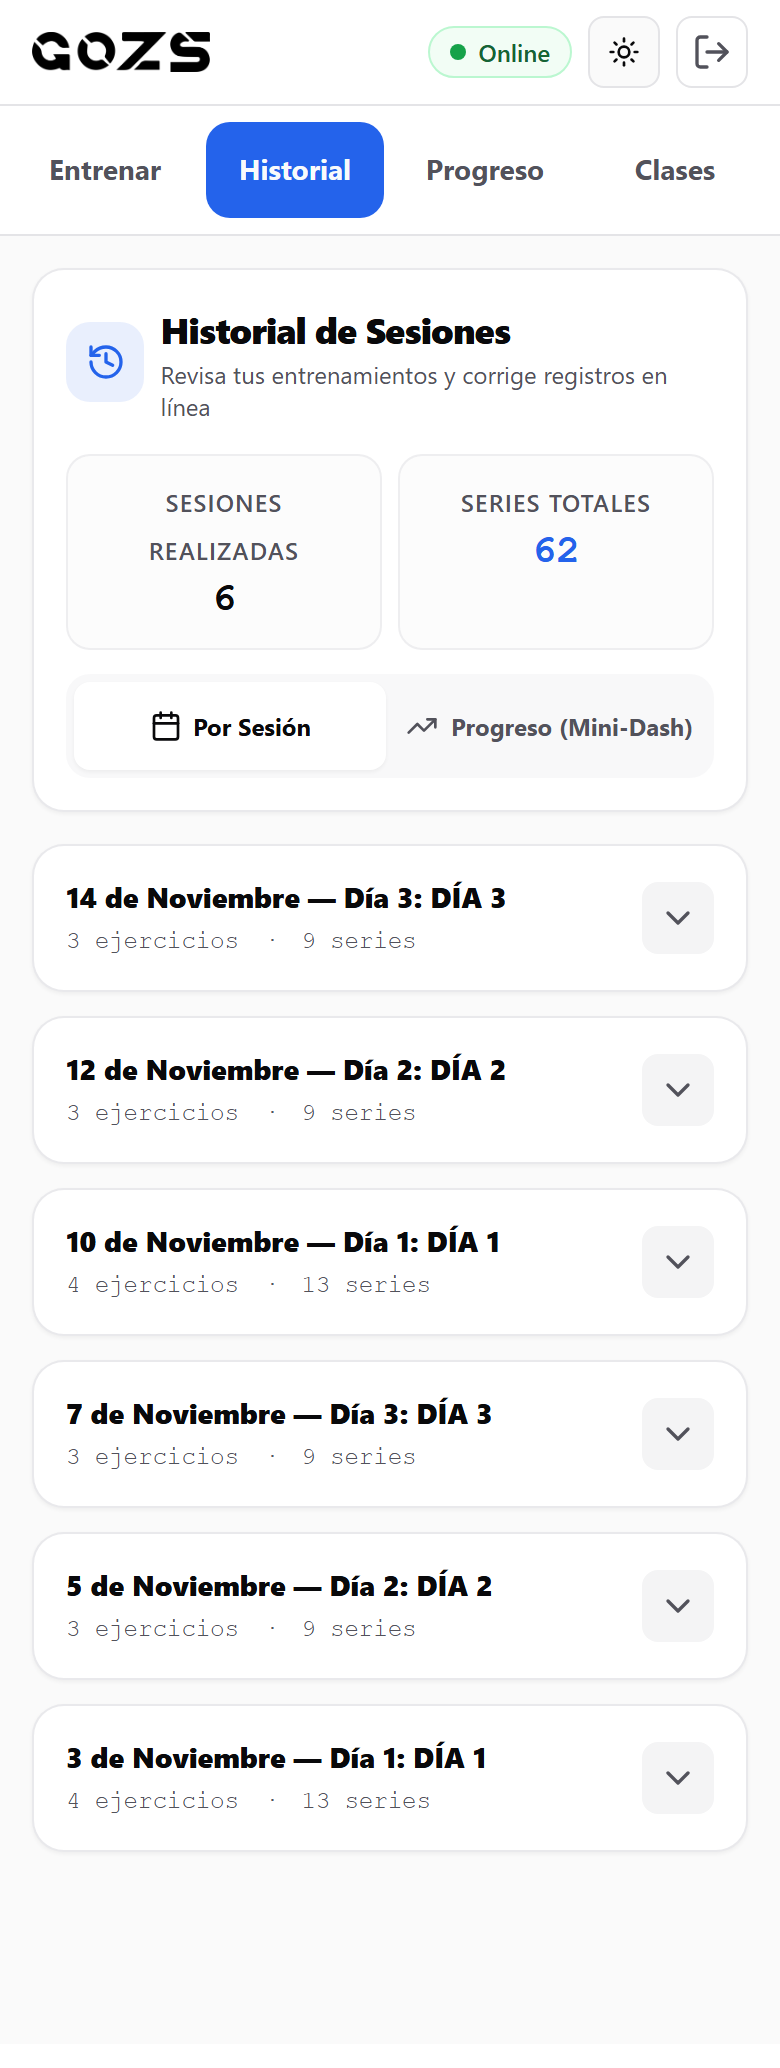 GOZS
Online
Entrenar
Historial
Progreso
Clases
Historial de Sesiones
Revisa tus entrenamientos y corrige registros en
línea
SESIONES
REALIZADAS
6
SERIES TOTALES
62
Por Sesión
Progreso (Mini-Dash)
14 de Noviembre — Día 3: DÍA 3
3 ejercicios · 9 series
12 de Noviembre — Día 2: DÍA 2
3 ejercicios · 9 series
10 de Noviembre — Día 1: DÍA 1
4 ejercicios · 13 series
7 de Noviembre — Día 3: DÍA 3
3 ejercicios · 9 series
5 de Noviembre — Día 2: DÍA 2
3 ejercicios · 9 series
3 de Noviembre — Día 1: DÍA 1
4 ejercicios · 13 series